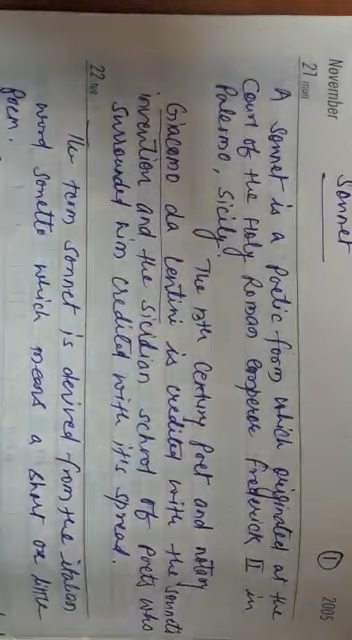 November 2005
21 mon
①
Sonnet
A sonnet is a poetic form which originated at the
Court of the Holy Roman emperor Fredrick II in
Palermo, Sicily.
The 13th century poet and notary
Giacomo da Lentini is credited with the sonnets
invention and the Sicilian school of poets who
surrounded him credited with it's spread.
22 tue
The term sonnet is derived from the italian
word sonetto which means a short or little
poem.